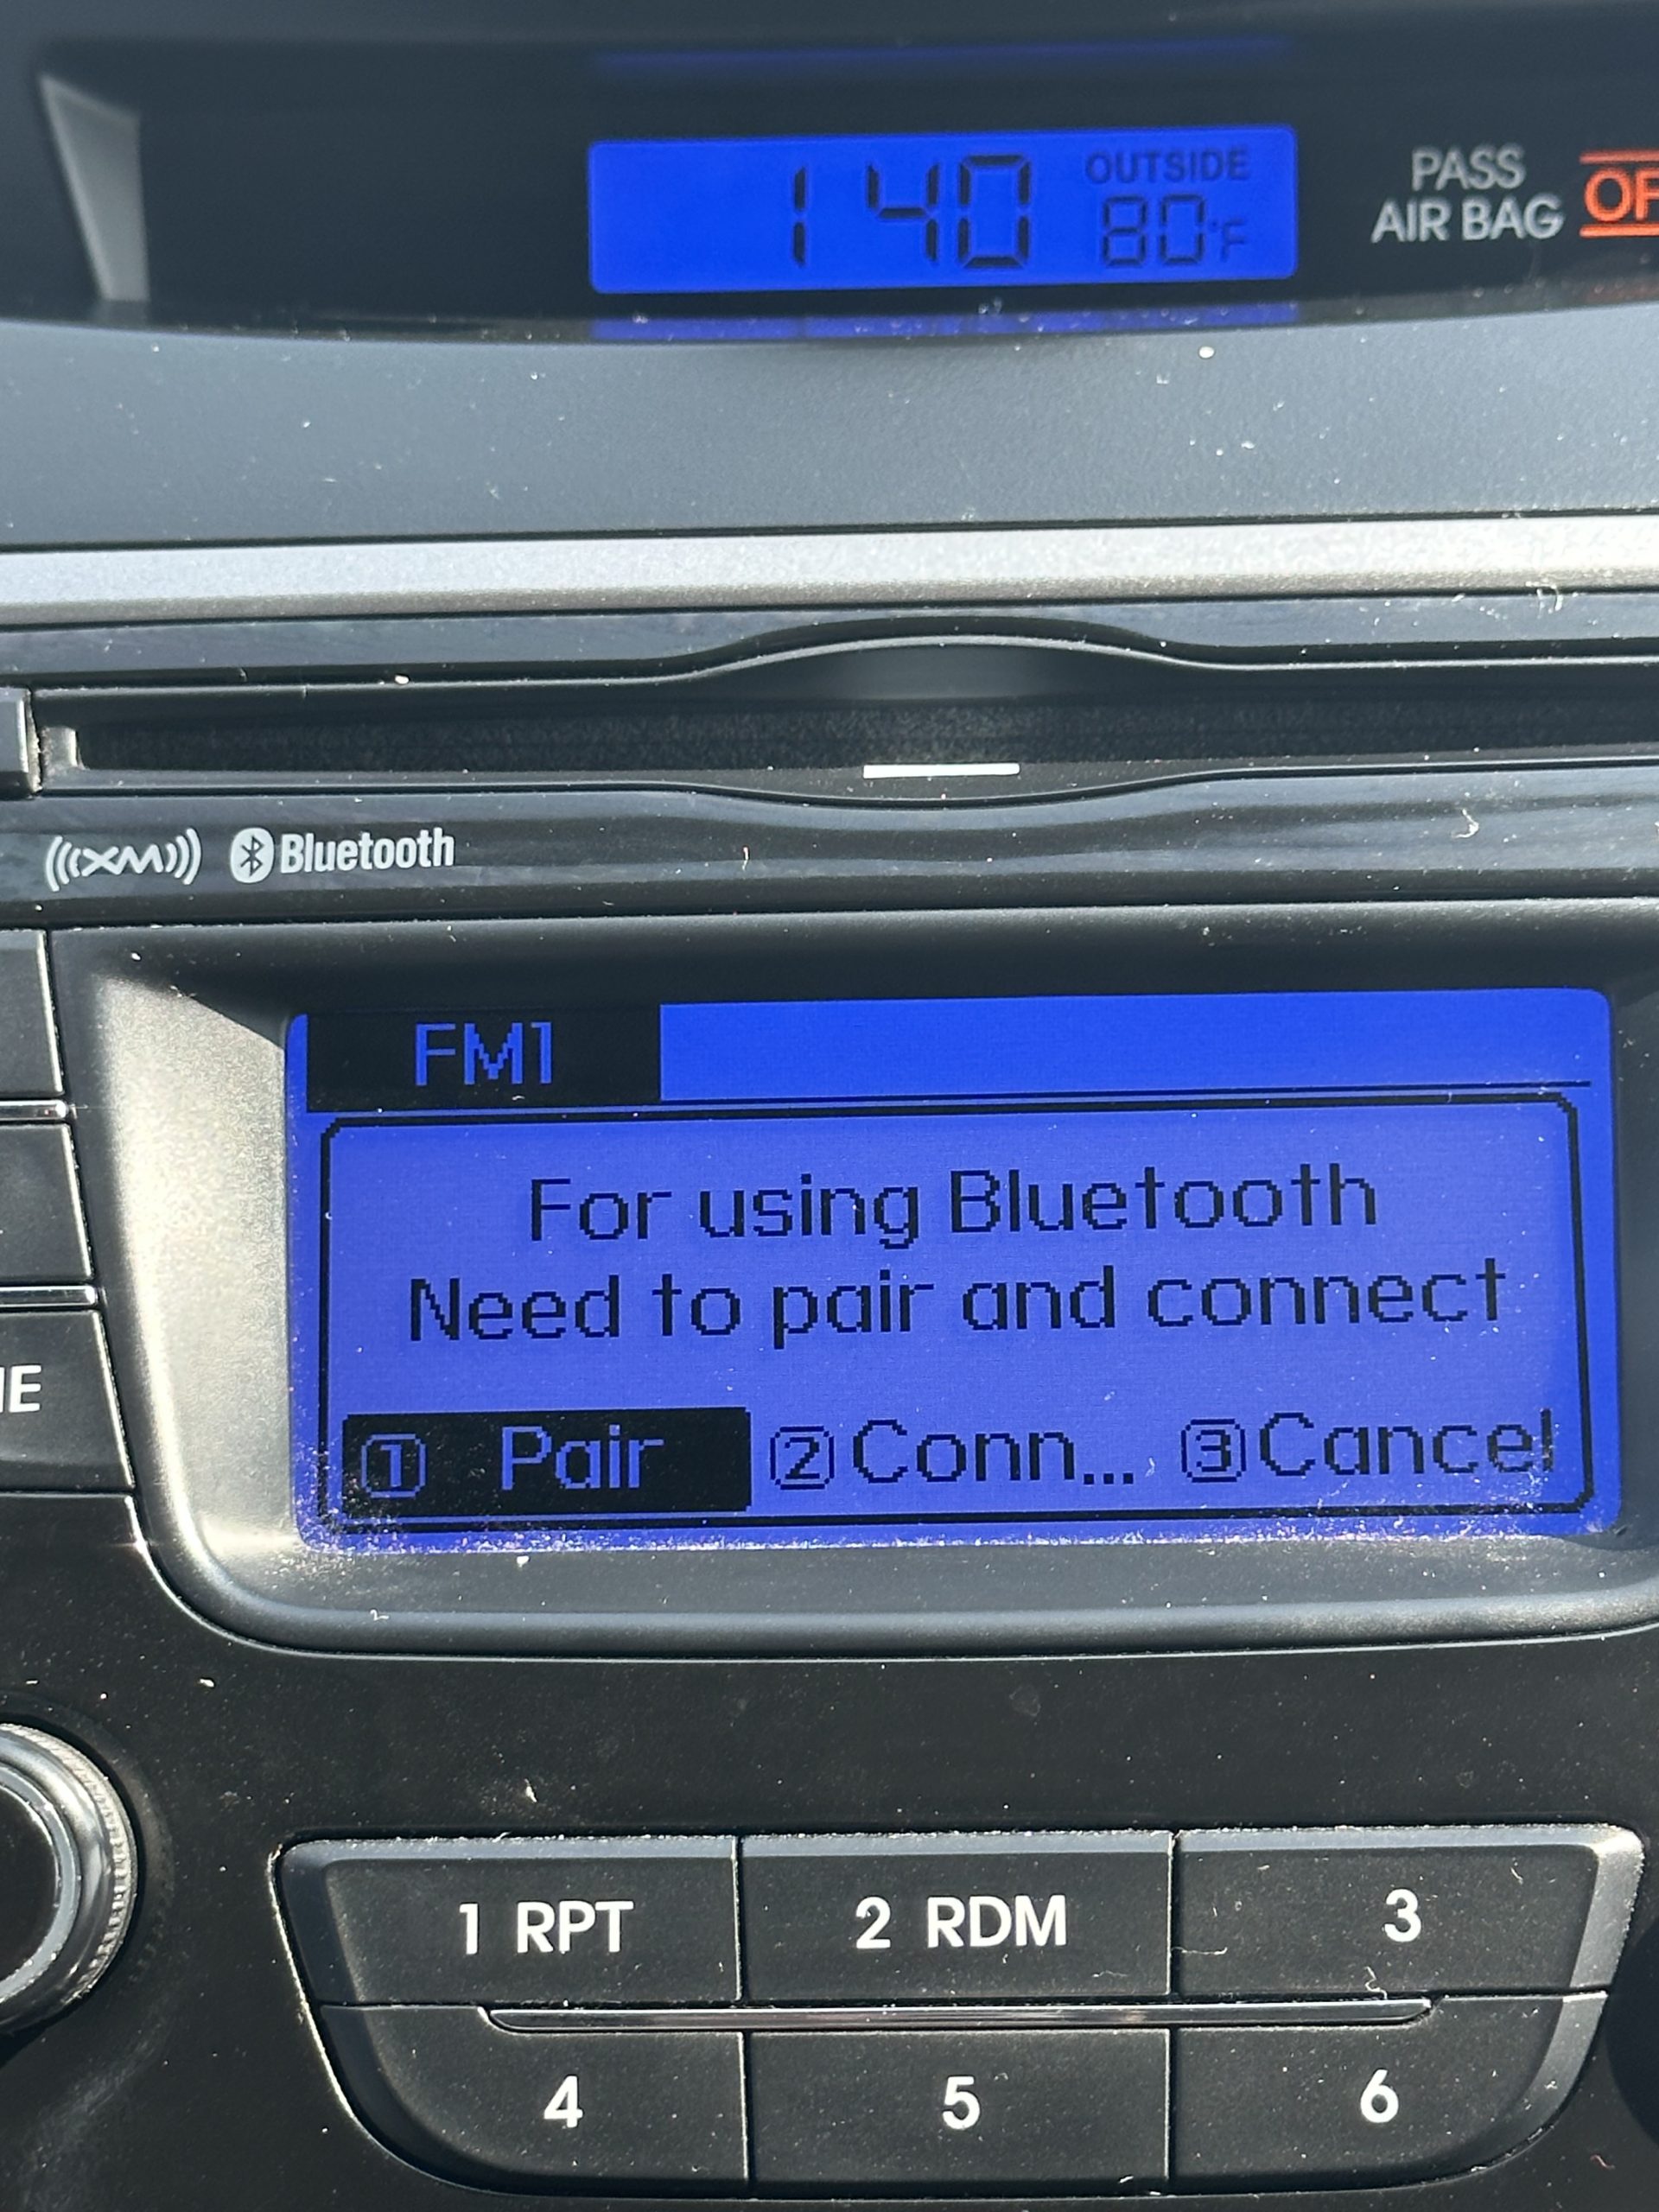 1 40
OUTSIDE
80°F
PASS
AIR BAG
XM
Bluetooth
FM1
For using Bluetooth
Need to pair and connect
1 Pair 2 Conn... 3 Cancel
1 RPT
2 RDM
3
4
5
6